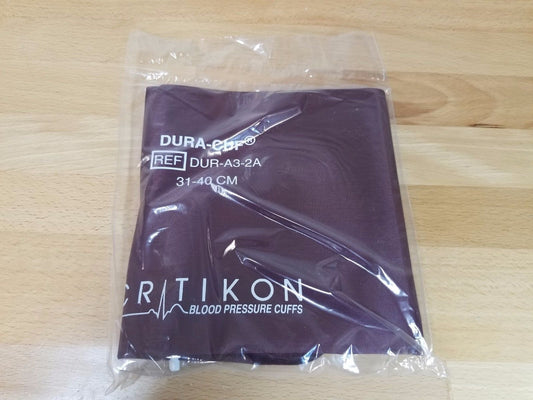 DURA-CUF®
REF DUR-A3-2A
31-40 CM
CRITIKON
BLOOD PRESSURE CUFFS